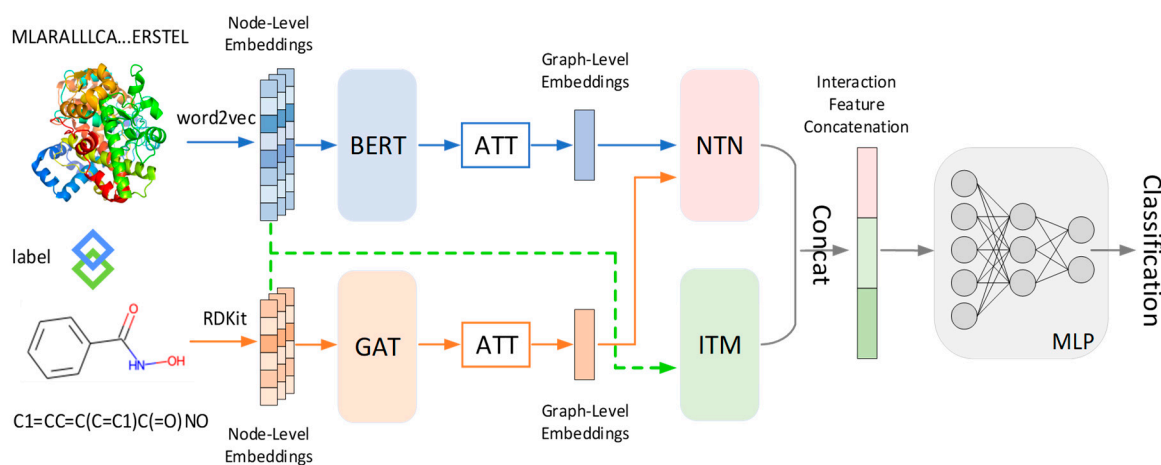 MLARALLLCA...ERSTEL
Node-Level
Embeddings
word2vec
BERT
ATT
Graph-Level
Embeddings
NTN
Interaction
Feature
Concatenation
Concat
MLP
Classification
label
O
HN
OH
RDKit
GAT
ATT
Graph-Level
Embeddings
ITM
Node-Level
Embeddings
C1=CC=C(C=C1)C(=O)NO